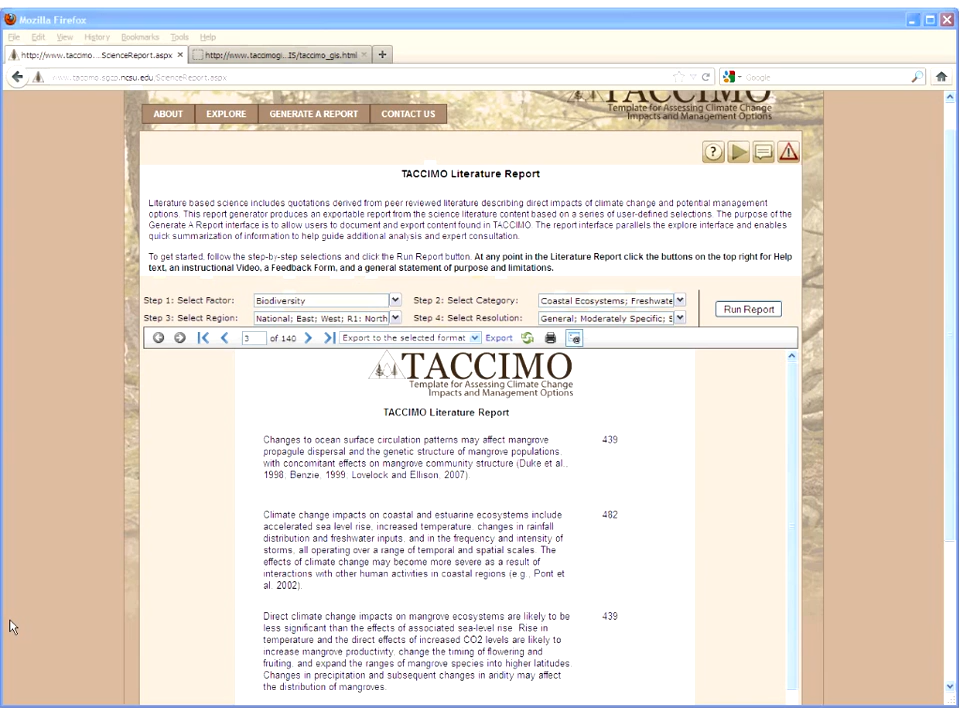 Mozilla Firefox
File Edit View History Bookmarks Tools Help
http://www.taccimo...ScienceReport.aspx × http://www.taccimogi...IS/taccimo_gis.html × +
www.taccimo.sgcp.ncsu.edu/ScienceReport.aspx Google
TACCIMO
Template for Assessing Climate Change
Impacts and Management Options
ABOUT EXPLORE GENERATE A REPORT CONTACT US
?
TACCIMO Literature Report
Literature based science includes quotations derived from peer reviewed literature describing direct impacts of climate change and potential management
options. This report generator produces an exportable report from the science literature content based on a series of user-defined selections. The purpose of the
Generate A Report interface is to allow users to document and export content found in TACCIMO. The report interface parallels the explore interface and enables
quick summarization of information to help guide additional analysis and expert consultation.
To get started, follow the step-by-step selections and click the Run Report button. At any point in the Literature Report click the buttons on the top right for Help
text, an instructional Video, a Feedback Form, and a general statement of purpose and limitations.
Step 1: Select Factor: Biodiversity Step 2: Select Category: Coastal Ecosystems; Freshwate
Run Report
Step 3: Select Region: National; East; West; R1: North Step 4: Select Resolution: General; Moderately Specific; S
3 of 140 Export to the selected format Export
TACCIMO
Template for Assessing Climate Change
Impacts and Management Options
TACCIMO Literature Report
Changes to ocean surface circulation patterns may affect mangrove 439
propagule dispersal and the genetic structure of mangrove populations,
with concomitant effects on mangrove community structure (Duke et al.,
1998, Benzie, 1999, Lovelock and Ellison, 2007).
Climate change impacts on coastal and estuarine ecosystems include 482
accelerated sea level rise, increased temperature, changes in rainfall
distribution and freshwater inputs, and in the frequency and intensity of
storms, all operating over a range of temporal and spatial scales. The
effects of climate change may become more severe as a result of
interactions with other human activities in coastal regions (e.g., Pont et
al. 2002).
Direct climate change impacts on mangrove ecosystems are likely to be 439
less significant than the effects of associated sea-level rise. Rise in
temperature and the direct effects of increased CO2 levels are likely to
increase mangrove productivity, change the timing of flowering and
fruiting, and expand the ranges of mangrove species into higher latitudes.
Changes in precipitation and subsequent changes in aridity may affect
the distribution of mangroves.